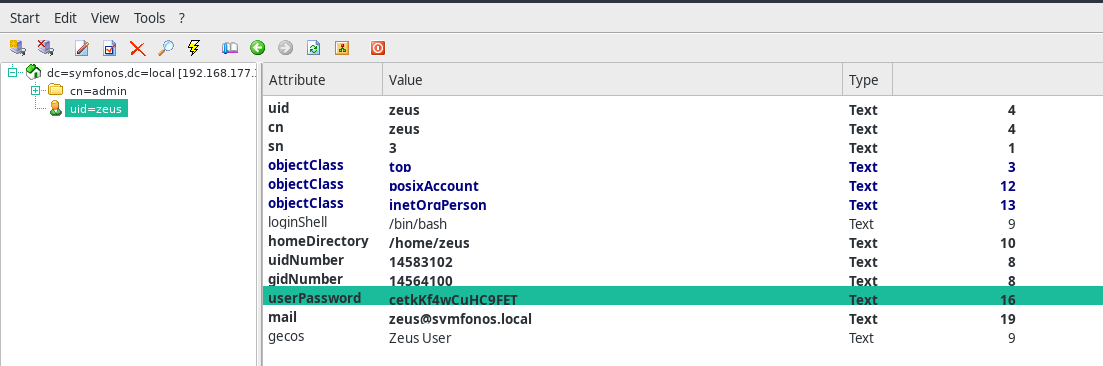 Start Edit View Tools ?
dc=symfonos,dc=local [192.168.177.
cn=admin
uid=zeus
Attribute Value Type
uid zeus Text 4
cn zeus Text 4
sn 3 Text 1
objectClass top Text 3
objectClass posixAccount Text 12
objectClass inetOrgPerson Text 13
loginShell /bin/bash Text 9
homeDirectory /home/zeus Text 10
uidNumber 14583102 Text 8
gidNumber 14564100 Text 8
userPassword cetkKf4wCuHC9FET Text 16
mail zeus@symfonos.local Text 19
gecos Zeus User Text 9